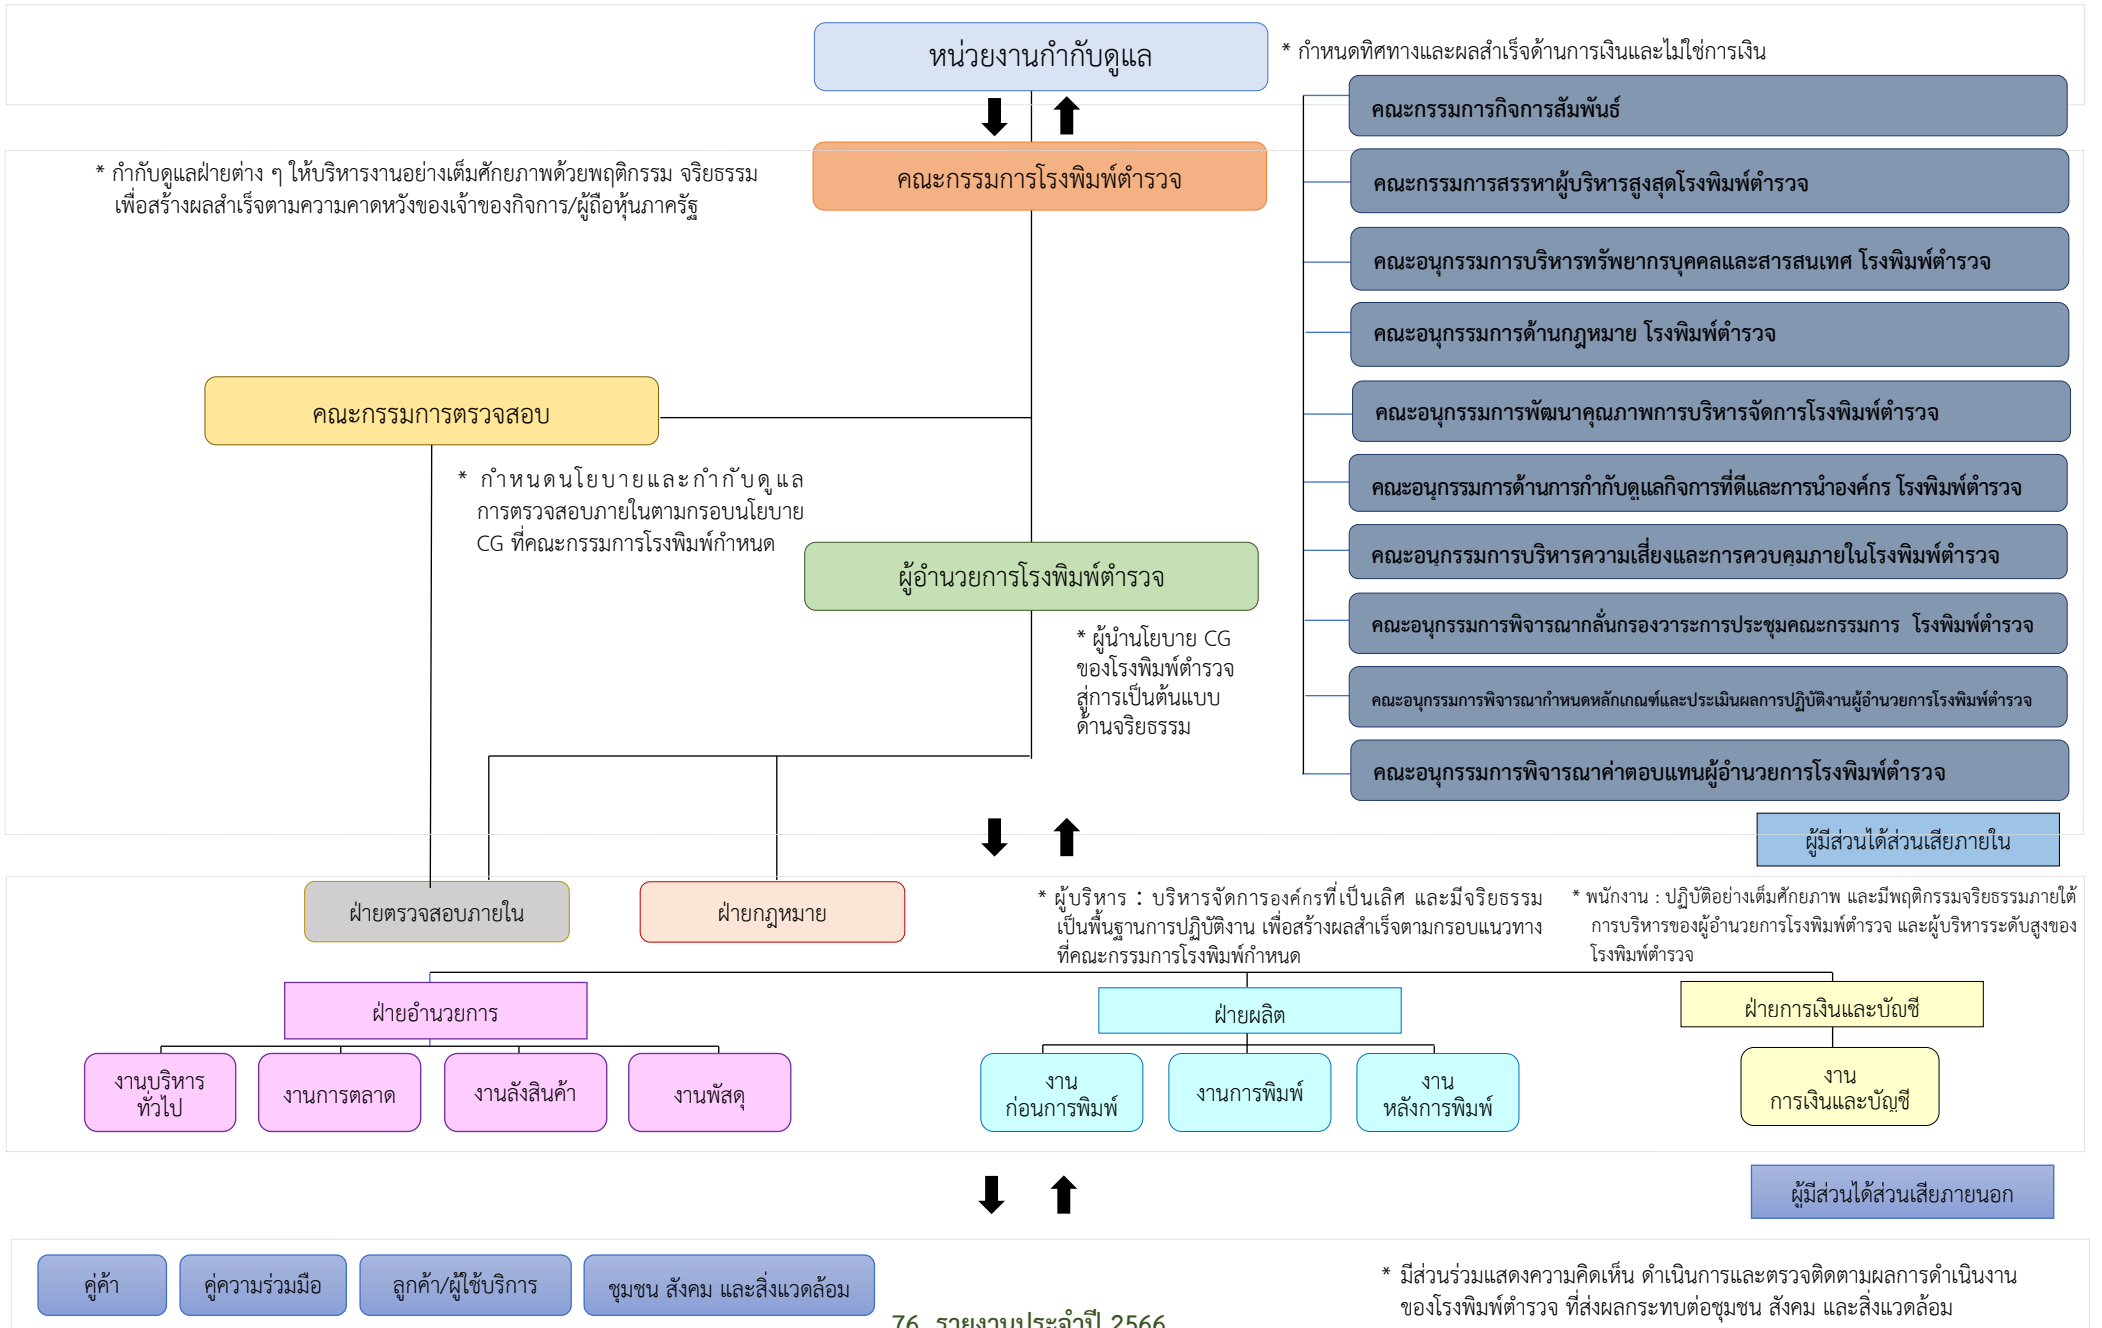 หน่วยงานกำกับดูแล
* กำหนดทิศทางและผลสำเร็จด้านการเงินและไม่ใช่การเงิน
คณะกรรมการกิจการสัมพันธ์
* กำกับดูแลฝ่ายต่าง ๆ ให้บริหารงานอย่างเต็มศักยภาพด้วยพฤติกรรม จริยธรรม
เพื่อสร้างผลสำเร็จตามความคาดหวังของเจ้าของกิจการ/ผู้ถือหุ้นภาครัฐ
คณะกรรมการโรงพิมพ์ตำรวจ
คณะกรรมการสรรหาผู้บริหารสูงสุดโรงพิมพ์ตำรวจ
คณะอนุกรรมการบริหารทรัพยากรบุคคลและสารสนเทศ โรงพิมพ์ตำรวจ
คณะอนุกรรมการด้านกฎหมาย โรงพิมพ์ตำรวจ
คณะกรรมการตรวจสอบ
คณะอนุกรรมการพัฒนาคุณภาพการบริหารจัดการโรงพิมพ์ตำรวจ
* กำหนดนโยบายและกำกับดูแล
การตรวจสอบภายในตามกรอบนโยบาย
CG ที่คณะกรรมการโรงพิมพ์กำหนด
คณะอนุกรรมการด้านการกำกับดูแลกิจการที่ดีและการนำองค์กร โรงพิมพ์ตำรวจ
คณะอนุกรรมการบริหารความเสี่ยงและการควบคุมภายในโรงพิมพ์ตำรวจ
ผู้อำนวยการโรงพิมพ์ตำรวจ
คณะอนุกรรมการพิจารณากลั่นกรองวาระการประชุมคณะกรรมการ โรงพิมพ์ตำรวจ
* ผู้นำนโยบาย CG
ของโรงพิมพ์ตำรวจ
สู่การเป็นต้นแบบ
ด้านจริยธรรม
คณะอนุกรรมการพิจารณากำหนดหลักเกณฑ์และประเมินผลการปฏิบัติงานผู้อำนวยการโรงพิมพ์ตำรวจ
คณะอนุกรรมการพิจารณาค่าตอบแทนผู้อำนวยการโรงพิมพ์ตำรวจ
ผู้มีส่วนได้ส่วนเสียภายใน
ฝ่ายตรวจสอบภายใน
ฝ่ายกฎหมาย
* ผู้บริหาร : บริหารจัดการองค์กรที่เป็นเลิศ และมีจริยธรรม
เป็นพื้นฐานการปฏิบัติงาน เพื่อสร้างผลสำเร็จตามกรอบแนวทาง
ที่คณะกรรมการโรงพิมพ์กำหนด
* พนักงาน : ปฏิบัติอย่างเต็มศักยภาพ และมีพฤติกรรมจริยธรรมภายใต้
การบริหารของผู้อำนวยการโรงพิมพ์ตำรวจ และผู้บริหารระดับสูงของ
โรงพิมพ์ตำรวจ
ฝ่ายอำนวยการ
ฝ่ายผลิต
ฝ่ายการเงินและบัญชี
งานบริหาร
ทั่วไป
งานการตลาด
งานลังสินค้า
งานพัสดุ
งาน
ก่อนการพิมพ์
งานการพิมพ์
งาน
หลังการพิมพ์
งาน
การเงินและบัญชี
ผู้มีส่วนได้ส่วนเสียภายนอก
คู่ค้า
คู่ความร่วมมือ
ลูกค้า/ผู้ใช้บริการ
ชุมชน สังคม และสิ่งแวดล้อม
* มีส่วนร่วมแสดงความคิดเห็น ดำเนินการและตรวจติดตามผลการดำเนินงาน
ของโรงพิมพ์ตำรวจ ที่ส่งผลกระทบต่อชุมชน สังคม และสิ่งแวดล้อม
76 รายงานประจำปี 2566